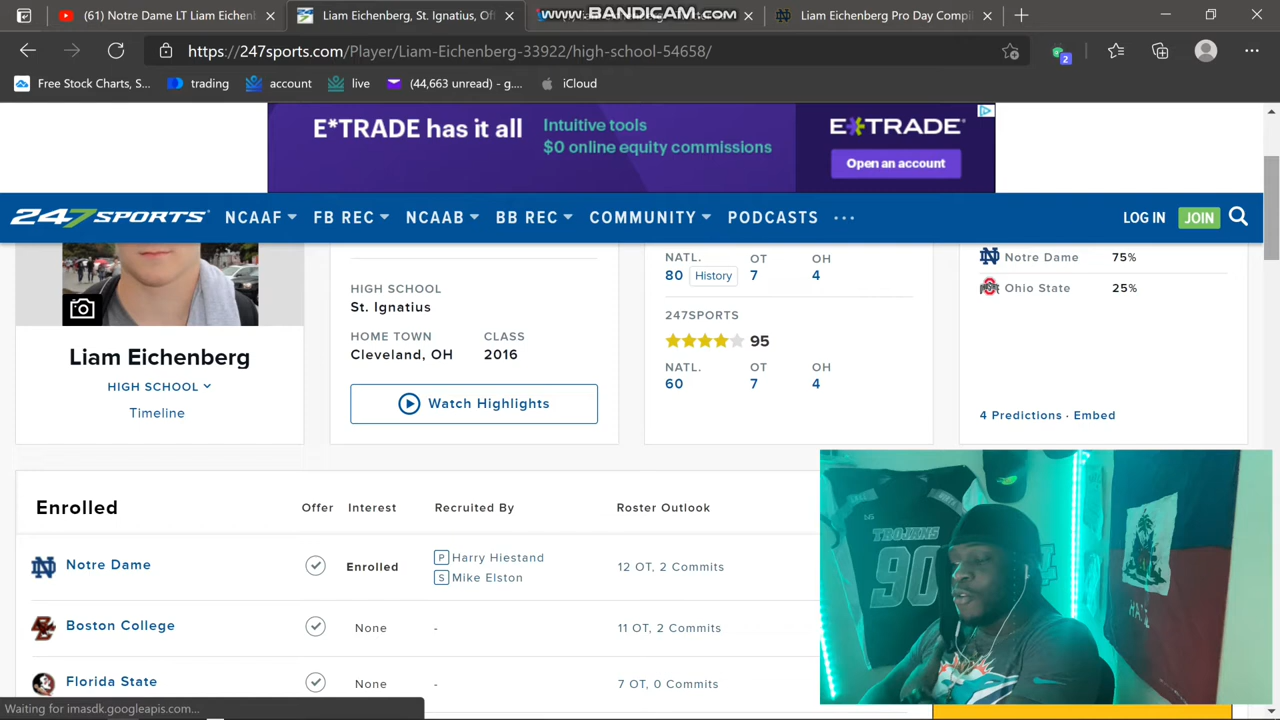 (61) Notre Dame LT Liam Eichenb
Liam Eichenberg, St. Ignatius, Of
www.BANDICAM.com
Liam Eichenberg Pro Day Compil
https://247sports.com/Player/Liam-Eichenberg-33922/high-school-54658/
2
Free Stock Charts, S...
trading
account
live
(44,663 unread) - g....
iCloud
E*TRADE has it all
Intuitive tools
$0 online equity commissions
E*TRADE
Open an account
247SPORTS
NCAAF
FB REC
NCAAB
BB REC
COMMUNITY
PODCASTS
...
LOG IN
JOIN
Liam Eichenberg
HIGH SCHOOL
Timeline
HIGH SCHOOL
St. Ignatius
HOME TOWN CLASS
Cleveland, OH 2016
Watch Highlights
NATL. OT OH
80 History 7 4
247SPORTS
95
NATL. OT OH
60 7 4
Notre Dame 75%
Ohio State 25%
4 Predictions · Embed
Enrolled Offer Interest Recruited By Roster Outlook
Notre Dame Enrolled P Harry Hiestand 12 OT, 2 Commits
S Mike Elston
Boston College None - 11 OT, 2 Commits
Florida State None - 7 OT, 0 Commits
TROJANS
90
Waiting for imasdk.googleapis.com...